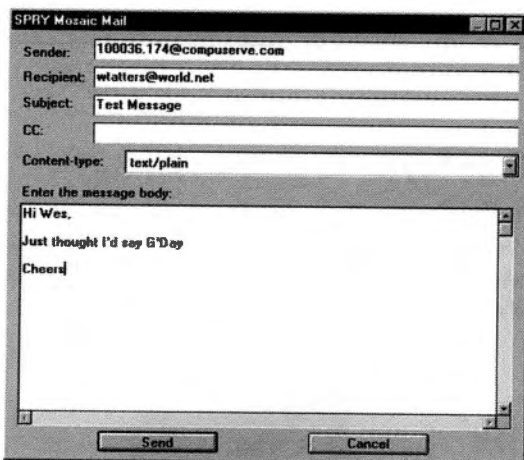 SPRY Mozaic Mail
Sender: 100036.174@compuserve.com
Recipient: wtatters@world.net
Subject: Test Message
CC:
Content-type: text/plain
Enter the message body:
Hi Wes,
Just thought I'd say G'Day
Cheers
Send Cancel